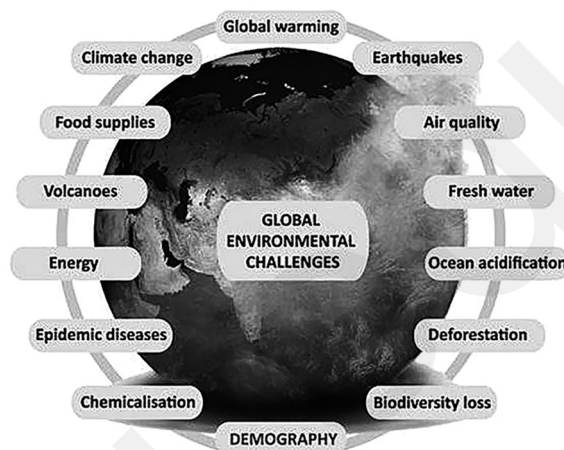 Global warming
Climate change
Earthquakes
Food supplies
Air quality
Volcanoes
Fresh water
GLOBAL
ENVIRONMENTAL
CHALLENGES
Energy
Ocean acidification
Epidemic diseases
Deforestation
Chemicalisation
Biodiversity loss
DEMOGRAPHY